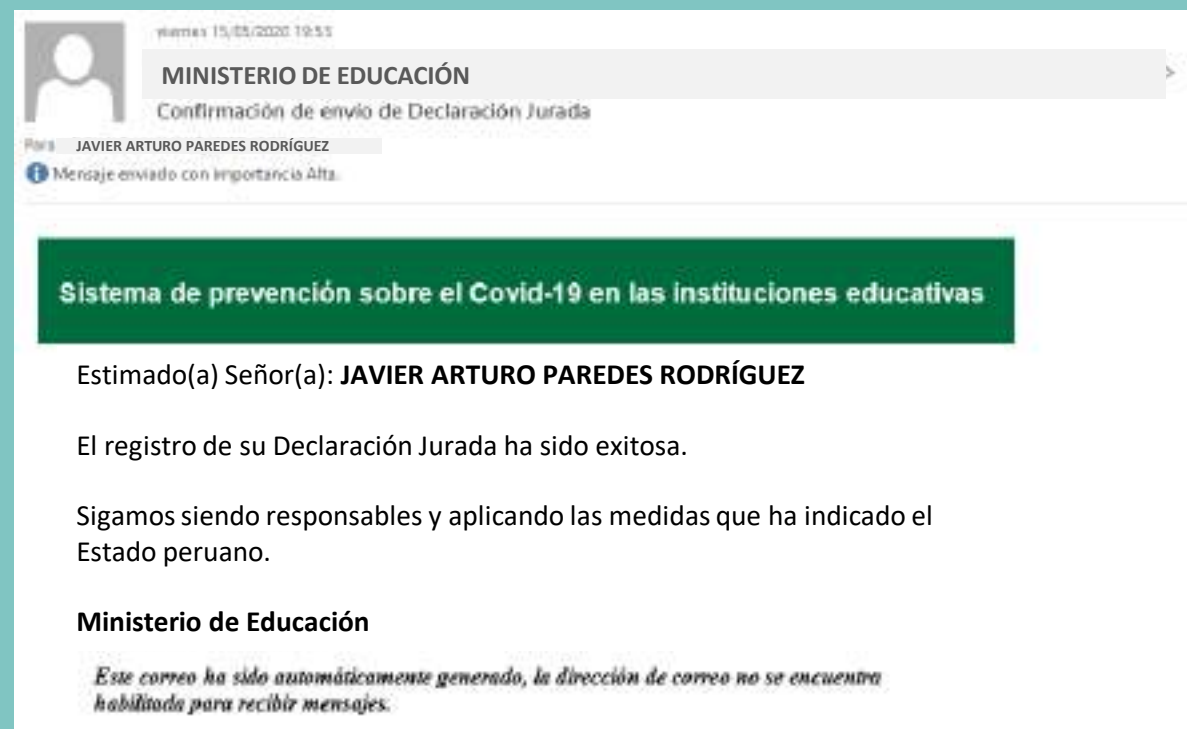 viernes 15/05/2020 19:55
MINISTERIO DE EDUCACIÓN
Confirmación de envio de Declaración Jurada
Para JAVIER ARTURO PAREDES RODRÍGUEZ
Mensaje enviado con importancia Alta.
Sistema de prevención sobre el Covid-19 en las instituciones educativas
Estimado(a) Señor(a): JAVIER ARTURO PAREDES RODRÍGUEZ
El registro de su Declaración Jurada ha sido exitosa.
Sigamos siendo responsables y aplicando las medidas que ha indicado el
Estado peruano.
Ministerio de Educación
Este correo ha sido automáticamente generado, la dirección de correo no se encuentra
habilitada para recibir mensajes.